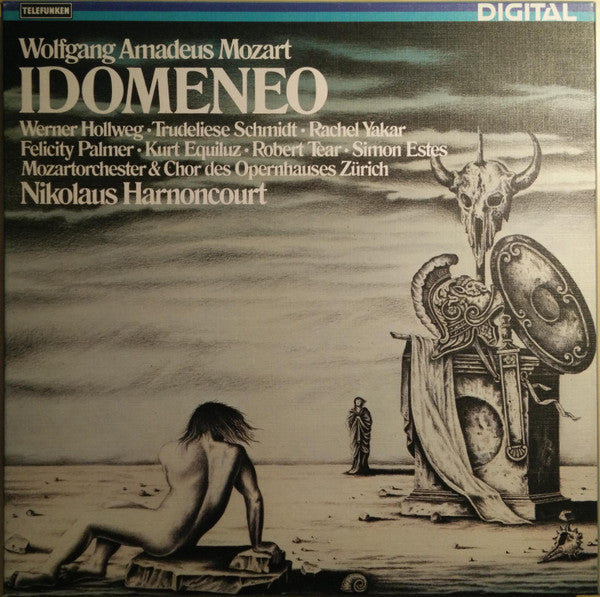 TELEFUNKEN
DIGITAL
Wolfgang Amadeus Mozart
IDOMENEO
Werner Hollweg · Trudeliese Schmidt · Rachel Yakar
Felicity Palmer · Kurt Equiluz · Robert Tear · Simon Estes
Mozartorchester & Chor des Opernhauses Zürich
Nikolaus Harnoncourt